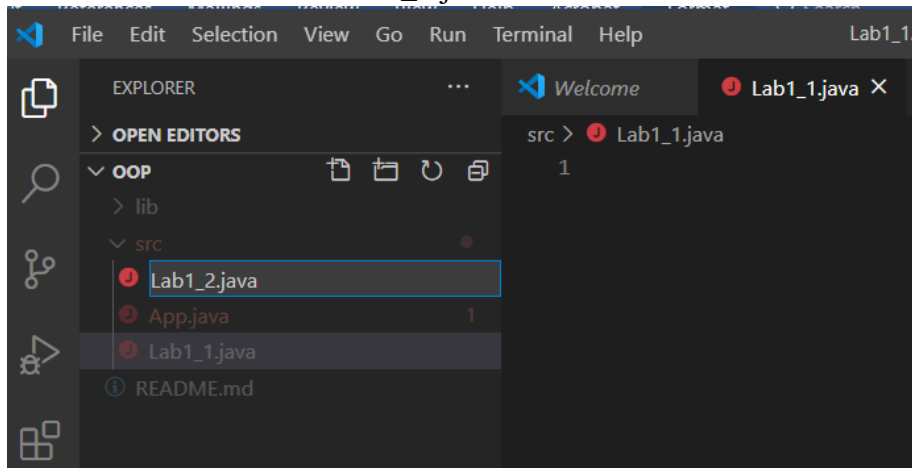 File Edit Selection View Go Run Terminal Help Lab1_1.
EXPLORER ... Welcome Lab1_1.java
OPEN EDITORS src > Lab1_1.java
OOP 1
lib
src
Lab1_2.java
App.java 1
Lab1_1.java
README.md